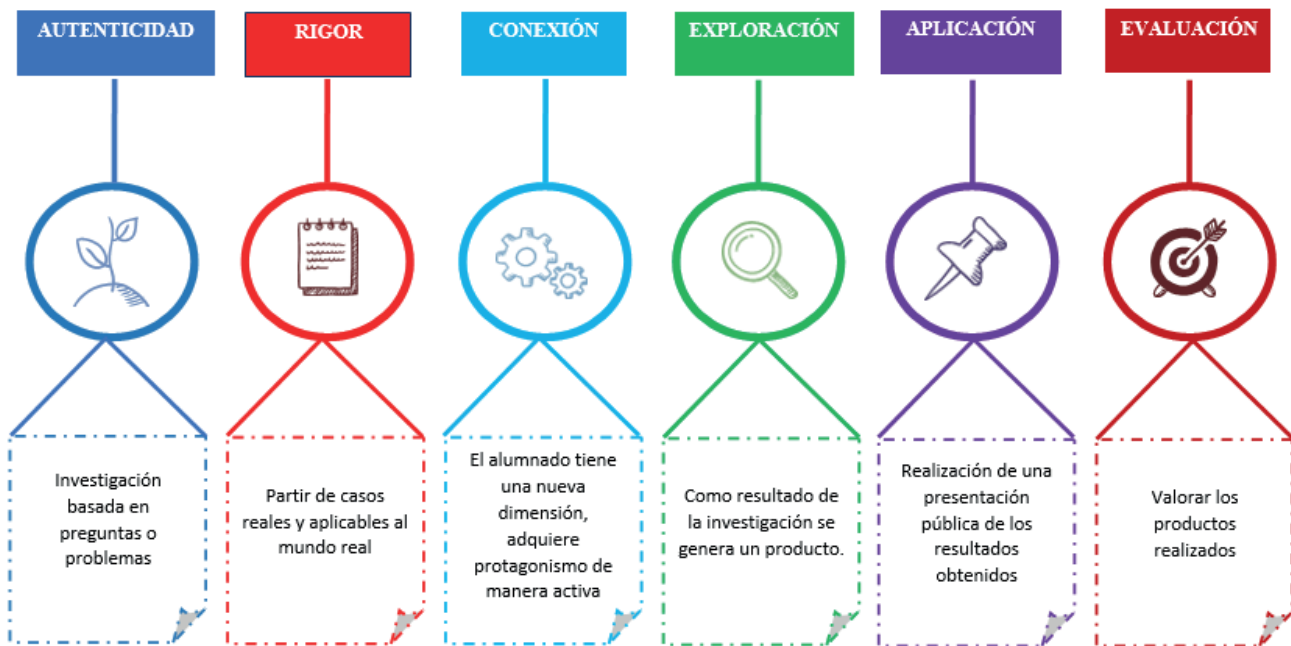 AUTENTICIDAD
RIGOR
CONEXIÓN
EXPLORACIÓN
APLICACIÓN
EVALUACIÓN
Investigación
basada en
preguntas o
problemas
Partir de casos
reales y aplicables al
mundo real
El alumnado tiene
una nueva
dimensión,
adquiere
protagonismo de
manera activa
Como resultado de
la investigación se
genera un producto.
Realización de una
presentación
pública de los
resultados
obtenidos
Valorar los
productos
realizados